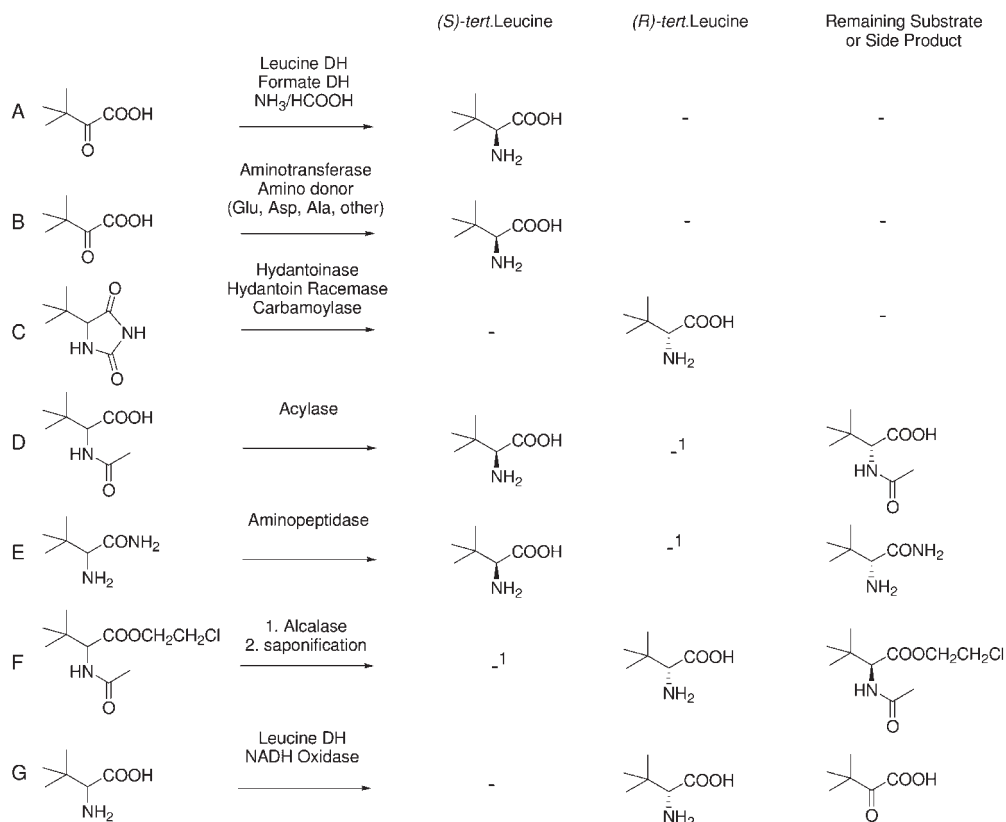 (S)-tert.Leucine
(R)-tert.Leucine
Remaining Substrate
or Side Product
A
COOH
O
Leucine DH
Formate DH
NH3/HCOOH
COOH
NH2
-
-
B
COOH
O
Aminotransferase
Amino donor
(Glu, Asp, Ala, other)
COOH
NH2
-
-
C
O
NH
HN
O
Hydantoinase
Hydantoin Racemase
Carbamoylase
-
COOH
NH2
-
D
COOH
HN
O
Acylase
COOH
NH2
-1
COOH
HN
O
E
CONH2
NH2
Aminopeptidase
COOH
NH2
-1
CONH2
NH2
F
COOCH2CH2Cl
HN
O
1. Alcalase
2. saponification
-1
COOH
NH2
COOCH2CH2Cl
HN
O
G
COOH
NH2
Leucine DH
NADH Oxidase
-
COOH
NH2
COOH
O